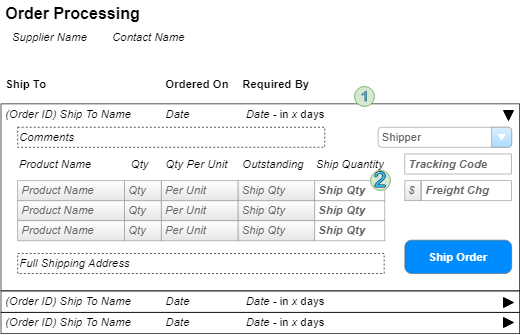 Order Processing
Supplier Name Contact Name
Ship To Ordered On Required By
1
(Order ID) Ship To Name Date Date - in x days
Comments Shipper
Product Name Qty Qty Per Unit Outstanding Ship Quantity Tracking Code
2
Product Name Qty Per Unit Ship Qty Ship Qty $ Freight Chg
Product Name Qty Per Unit Ship Qty Ship Qty
Product Name Qty Per Unit Ship Qty Ship Qty
Full Shipping Address Ship Order
(Order ID) Ship To Name Date Date - in x days
(Order ID) Ship To Name Date Date - in x days